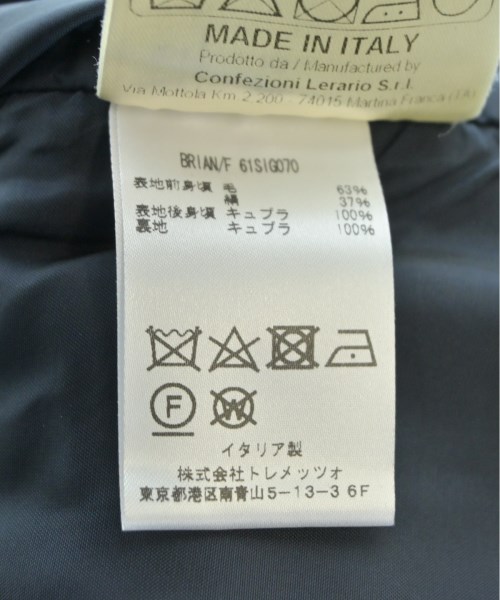 MADE IN ITALY
Prodotto da / Manufactured by
Confezioni Lerario S.r.l.
Via Mottola Km 2,200 - 74015 Martina Franca (TA)
BRIAN/F 61SIG070
表地前身頃 毛 63%
絹 37%
表地後身頃 キュプラ 100%
裏地 キュプラ 100%
F W
イタリア製
株式会社トレメッツォ
東京都港区南青山5-13-3 6F